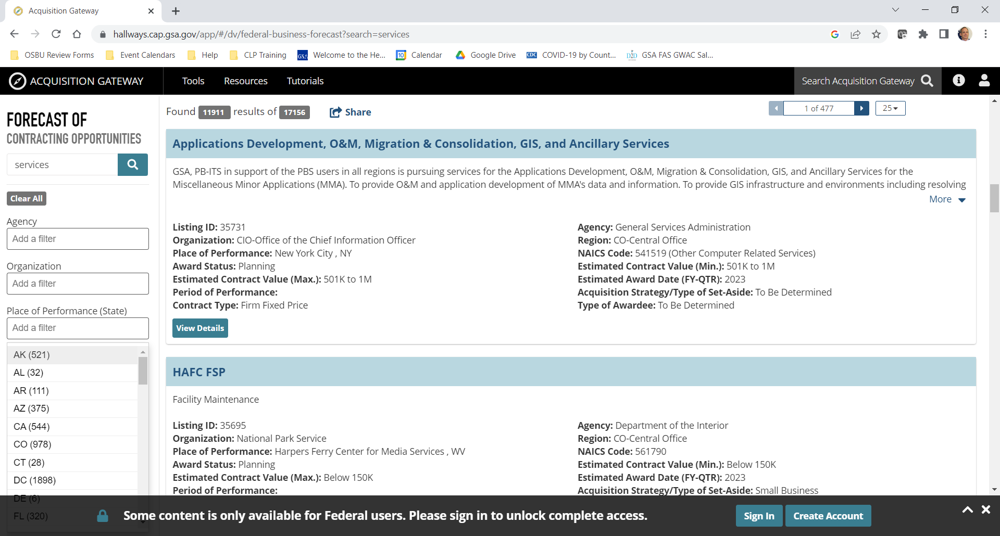 Acquisition Gateway
hallways.cap.gsa.gov/app/#/dv/federal-business-forecast?search=services
OSBU Review Forms
Event Calendars
Help
CLP Training
GSA
Welcome to the He...
10
Calendar
Google Drive
CDC
COVID-19 by Count...
D2D
GSA FAS GWAC Sal...
ACQUISITION GATEWAY
Tools
Resources
Tutorials
Search Acquisition Gateway
FORECAST OF
CONTRACTING OPPORTUNITIES
services
Clear All
Agency
Add a filter
Organization
Add a filter
Place of Performance (State)
Add a filter
AK (521)
AL (32)
AR (111)
AZ (375)
CA (544)
CO (978)
CT (28)
DC (1898)
DE (6)
FL (320)
Found 11911 results of 17156
Share
1 of 477
25
Applications Development, O&M, Migration & Consolidation, GIS, and Ancillary Services
GSA, PB-ITS in support of the PBS users in all regions is pursuing services for the Applications Development, O&M, Migration & Consolidation, GIS, and Ancillary Services for the
Miscellaneous Minor Applications (MMA). To provide O&M and application development of MMA's data and information. To provide GIS infrastructure and environments including resolving
More
Listing ID: 35731
Organization: CIO-Office of the Chief Information Officer
Place of Performance: New York City , NY
Award Status: Planning
Estimated Contract Value (Max.): 501K to 1M
Period of Performance:
Contract Type: Firm Fixed Price
Agency: General Services Administration
Region: CO-Central Office
NAICS Code: 541519 (Other Computer Related Services)
Estimated Contract Value (Min.): 501K to 1M
Estimated Award Date (FY-QTR): 2023
Acquisition Strategy/Type of Set-Aside: To Be Determined
Type of Awardee: To Be Determined
View Details
HAFC FSP
Facility Maintenance
Listing ID: 35695
Organization: National Park Service
Place of Performance: Harpers Ferry Center for Media Services , WV
Award Status: Planning
Estimated Contract Value (Max.): Below 150K
Period of Performance:
Agency: Department of the Interior
Region: CO-Central Office
NAICS Code: 561790
Estimated Contract Value (Min.): Below 150K
Estimated Award Date (FY-QTR): 2023
Acquisition Strategy/Type of Set-Aside: Small Business
Some content is only available for Federal users. Please sign in to unlock complete access.
Sign In
Create Account